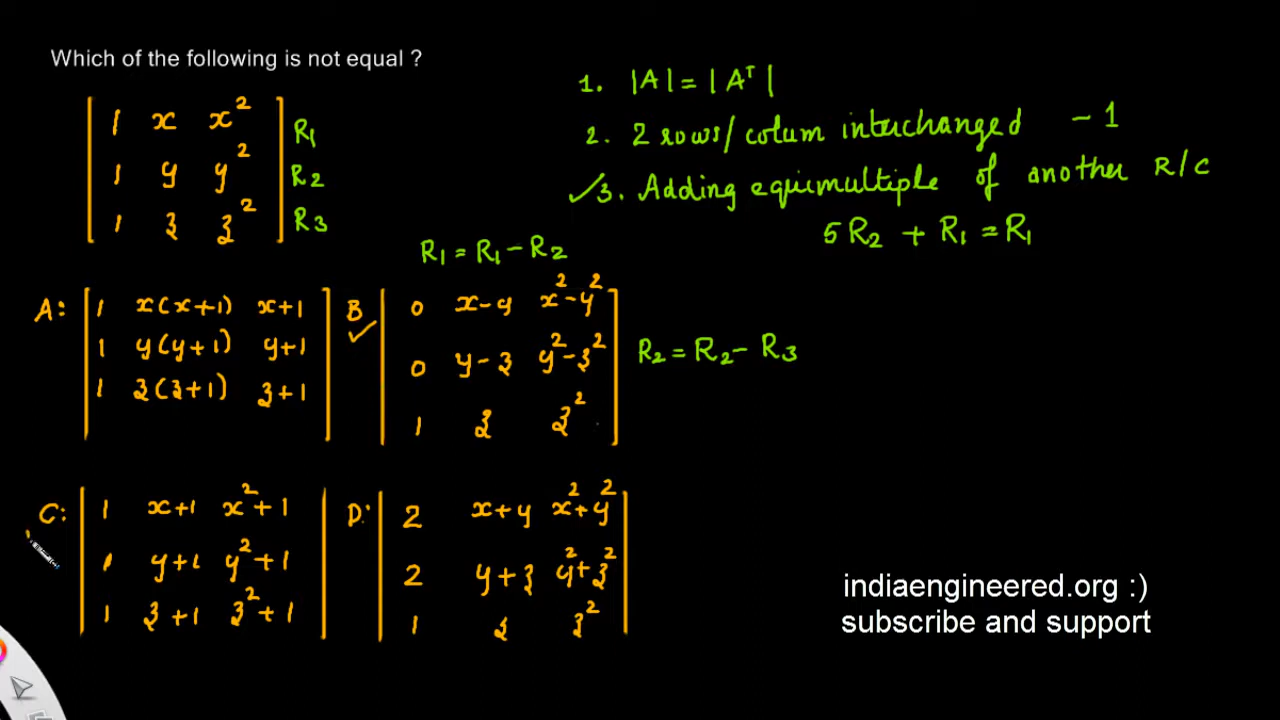 Which of the following is not equal ?
| 1 x x² | R₁
| 1 y y² | R₂
| 1 z z² | R₃
1. |A| = |Aᵀ|
2. 2 rows/ colum interchanged - 1
✓3. Adding equimultiple of another R/C
5R₂ + R₁ = R₁
R₁ = R₁ - R₂
A: | 1 x(x+1) x+1 |
| 1 y(y+1) y+1 |
| 1 z(z+1) z+1 |
B ✓ | 0 x-y x²-y² |
| 0 y-z y²-z² | R₂ = R₂ - R₃
| 1 z z² |
C: | 1 x+1 x²+1 |
| 1 y+1 y²+1 |
| 1 z+1 z²+1 |
D: | 2 x+y x²+y² |
| 2 y+z y²+z² |
| 1 z z² |
indiaengineered.org :)
subscribe and support